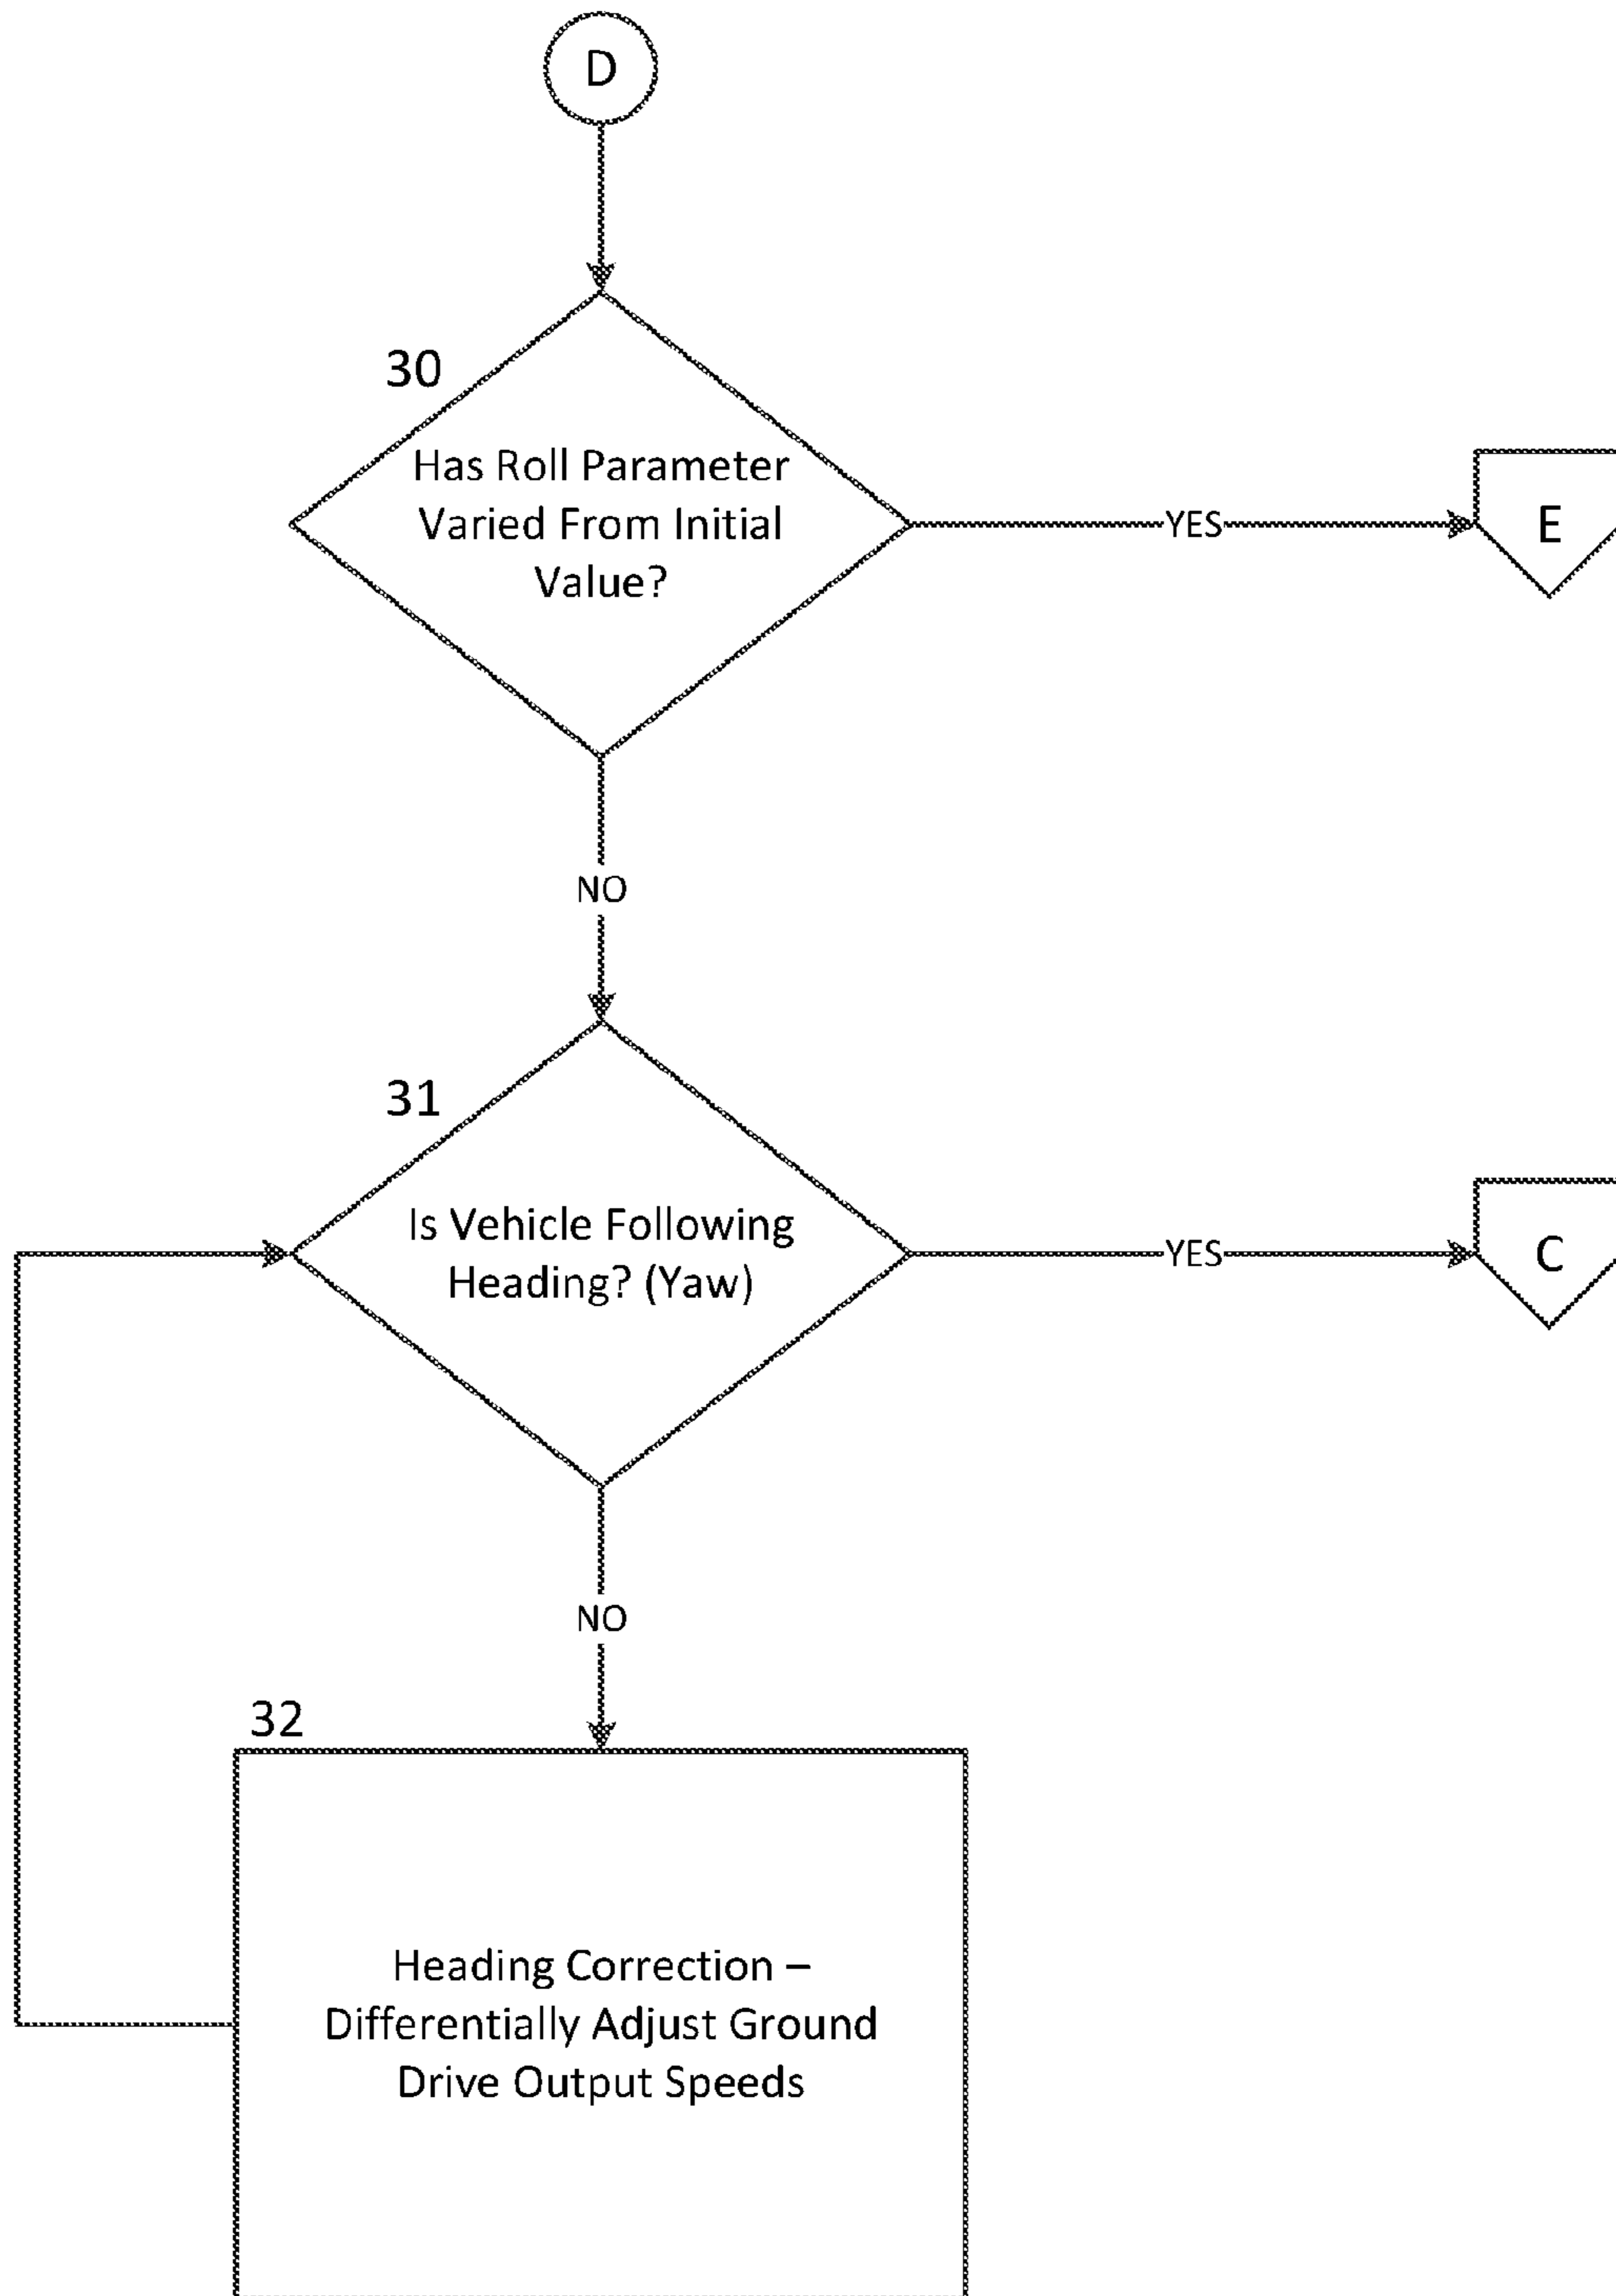 D
30
Has Roll Parameter
Varied From Initial
Value?
YES
E
NO
31
Is Vehicle Following
Heading? (Yaw)
YES
C
NO
32
Heading Correction –
Differentially Adjust Ground
Drive Output Speeds